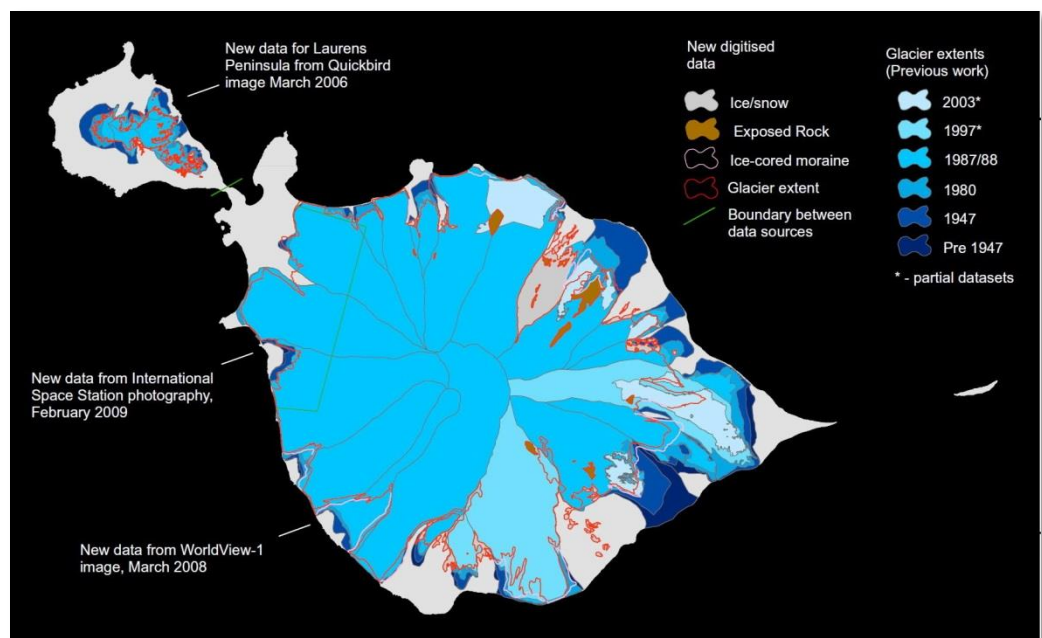 New data for Laurens
Peninsula from Quickbird
image March 2006
New digitised
data
Ice/snow
Exposed Rock
Ice-cored moraine
Glacier extent
Boundary between
data sources
Glacier extents
(Previous work)
2003*
1997*
1987/88
1980
1947
Pre 1947
* - partial datasets
New data from International
Space Station photography,
February 2009
New data from WorldView-1
image, March 2008